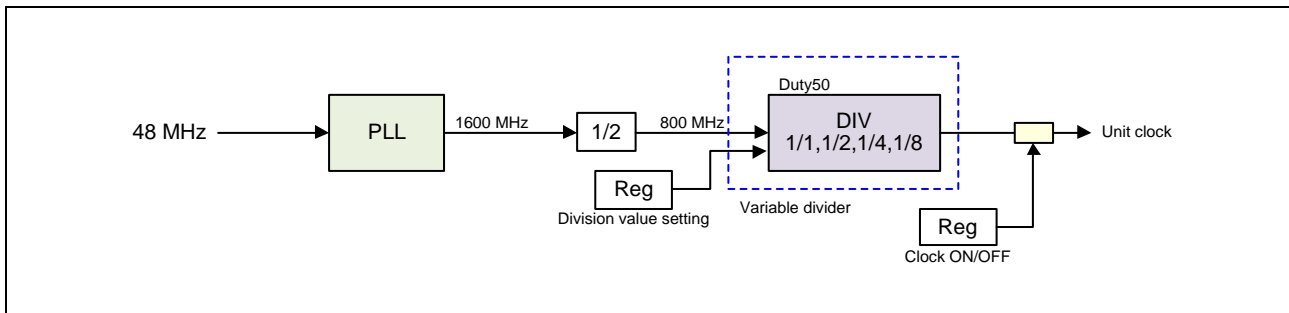 Duty50
48 MHz
PLL
1600 MHz
1/2
800 MHz
DIV
1/1,1/2,1/4,1/8
Unit clock
Reg
Division value setting
Variable divider
Reg
Clock ON/OFF